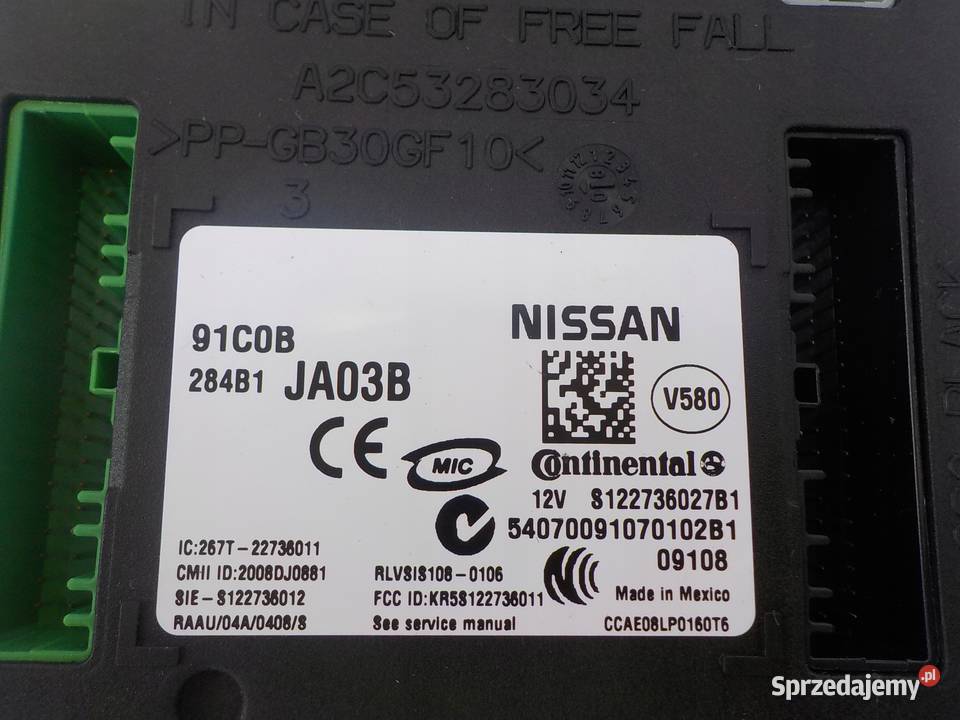 IN CASE OF FREE FALL
A2C53283034
>PP-GB30GF10<
3
91C0B
NISSAN
284B1 JA03B
V580
CE
MIC
Continental
12V S122736027B1
54070091070102B1
09108
IC:267T-22736011
CMII ID:2008DJ0881
RLVSIS108-0106
SIE-S122736012
FCC ID:KR5S122736011
Made in Mexico
RAAU/04A/0408/S
See service manual
CCAE08LP0160T6
Sprzedajemy.pl